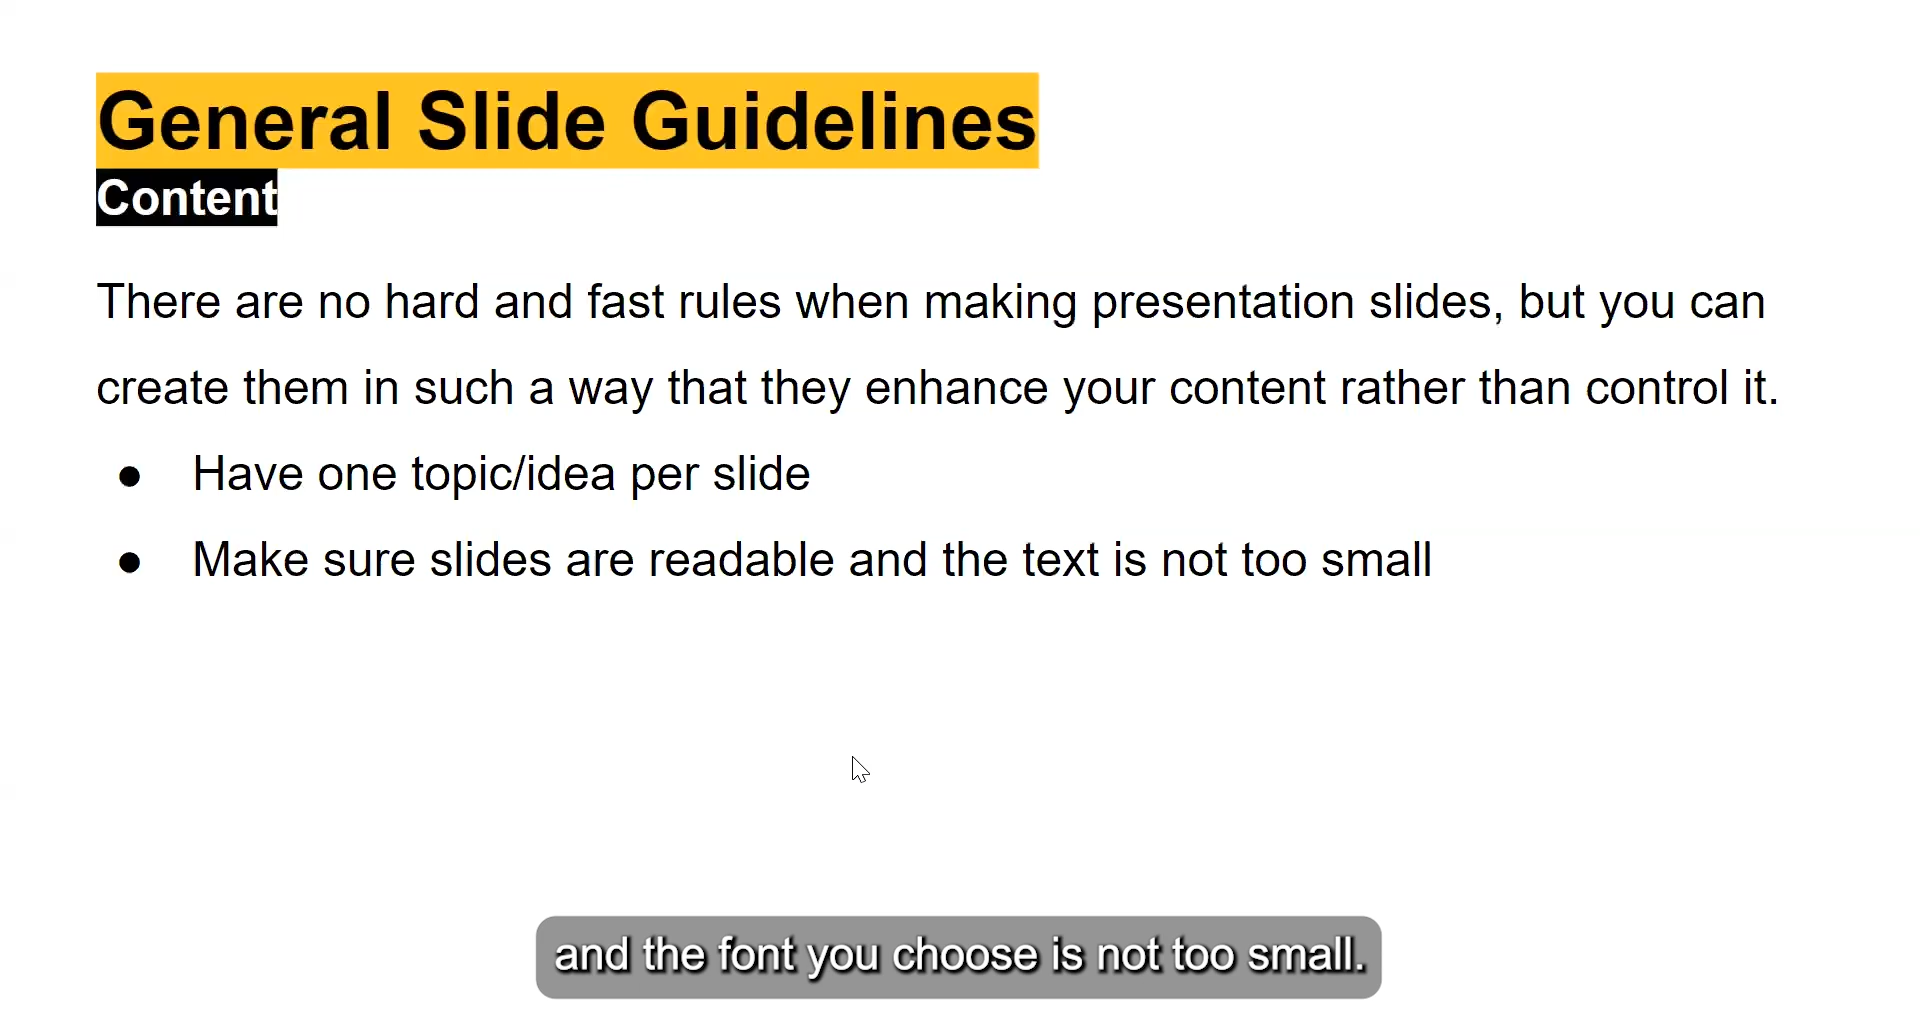 General Slide Guidelines
Content
There are no hard and fast rules when making presentation slides, but you can
create them in such a way that they enhance your content rather than control it.
● Have one topic/idea per slide
● Make sure slides are readable and the text is not too small
and the font you choose is not too small.